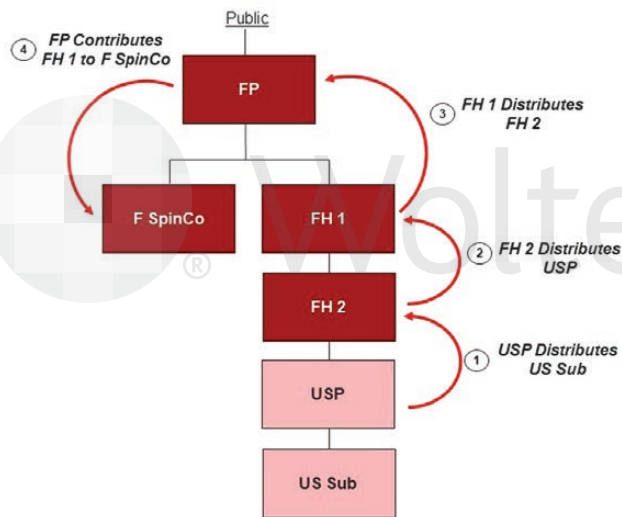 Public
4 FP Contributes
FH 1 to F SpinCo
FP
3 FH 1 Distributes
FH 2
F SpinCo
FH 1
® Wolte
2 FH 2 Distributes
USP
FH 2
1 USP Distributes
US Sub
USP
US Sub